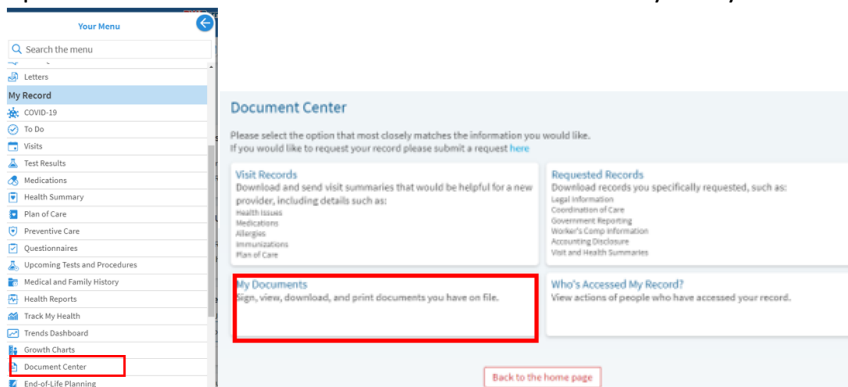 Your Menu
Search the menu
Letters
My Record
COVID-19
To Do
Visits
Test Results
Medications
Health Summary
Plan of Care
Preventive Care
Questionnaires
Upcoming Tests and Procedures
Medical and Family History
Health Reports
Track My Health
Trends Dashboard
Growth Charts
Document Center
End-of-Life Planning
Document Center
Please select the option that most closely matches the information you would like.
If you would like to request your record please submit a request here
Visit Records
Download and send visit summaries that would be helpful for a new
provider, including details such as:
Health Issues
Medications
Allergies
Immunizations
Plan of Care
Requested Records
Download records you specifically requested, such as:
Legal Information
Coordination of Care
Government Reporting
Worker's Comp Information
Accounting Disclosure
Visit and Health Summaries
My Documents
Sign, view, download, and print documents you have on file.
Who's Accessed My Record?
View actions of people who have accessed your record.
Back to the home page